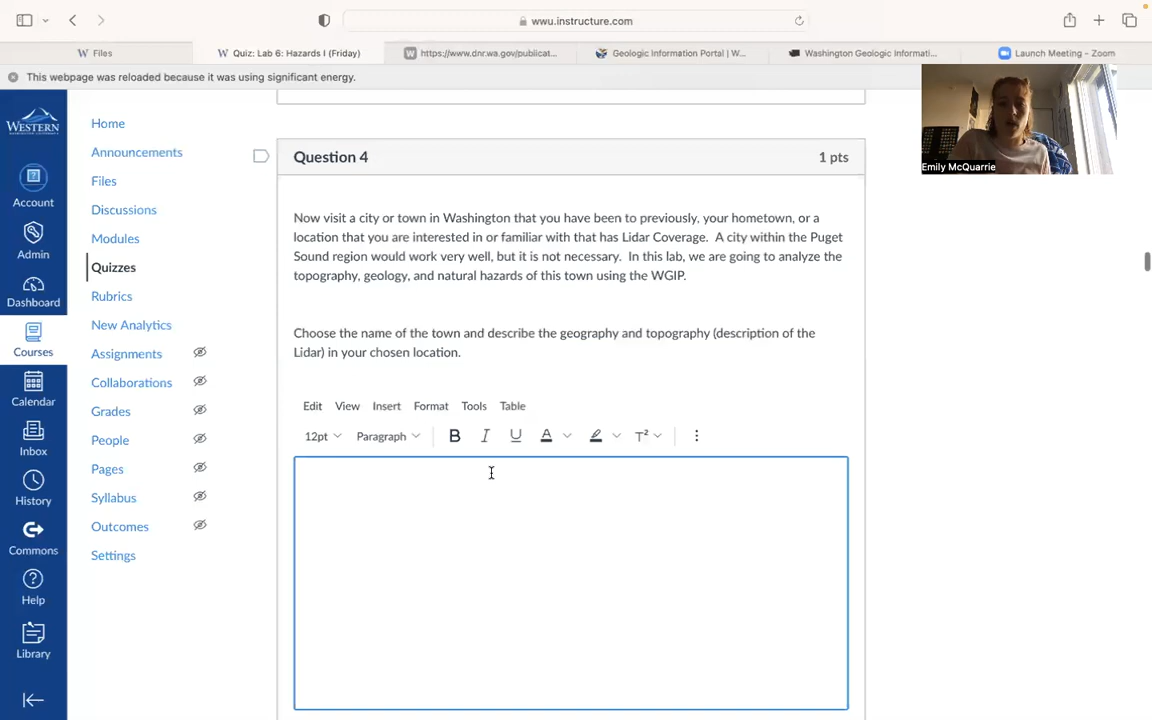 wwu.instructure.com
Files
Quiz: Lab 6: Hazards I (Friday)
https://www.dnr.wa.gov/publicat...
Geologic Information Portal | W...
Washington Geologic Informati...
Launch Meeting - Zoom
This webpage was reloaded because it was using significant energy.
Emily McQuarrie
WESTERN
Account
Admin
Dashboard
Courses
Calendar
Inbox
History
Commons
Help
Library
Home
Announcements
Files
Discussions
Modules
Quizzes
Rubrics
New Analytics
Assignments
Collaborations
Grades
People
Pages
Syllabus
Outcomes
Settings
Question 4
1 pts
Now visit a city or town in Washington that you have been to previously, your hometown, or a
location that you are interested in or familiar with that has Lidar Coverage. A city within the Puget
Sound region would work very well, but it is not necessary. In this lab, we are going to analyze the
topography, geology, and natural hazards of this town using the WGIP.
Choose the name of the town and describe the geography and topography (description of the
Lidar) in your chosen location.
Edit View Insert Format Tools Table
12pt Paragraph B I U A T²